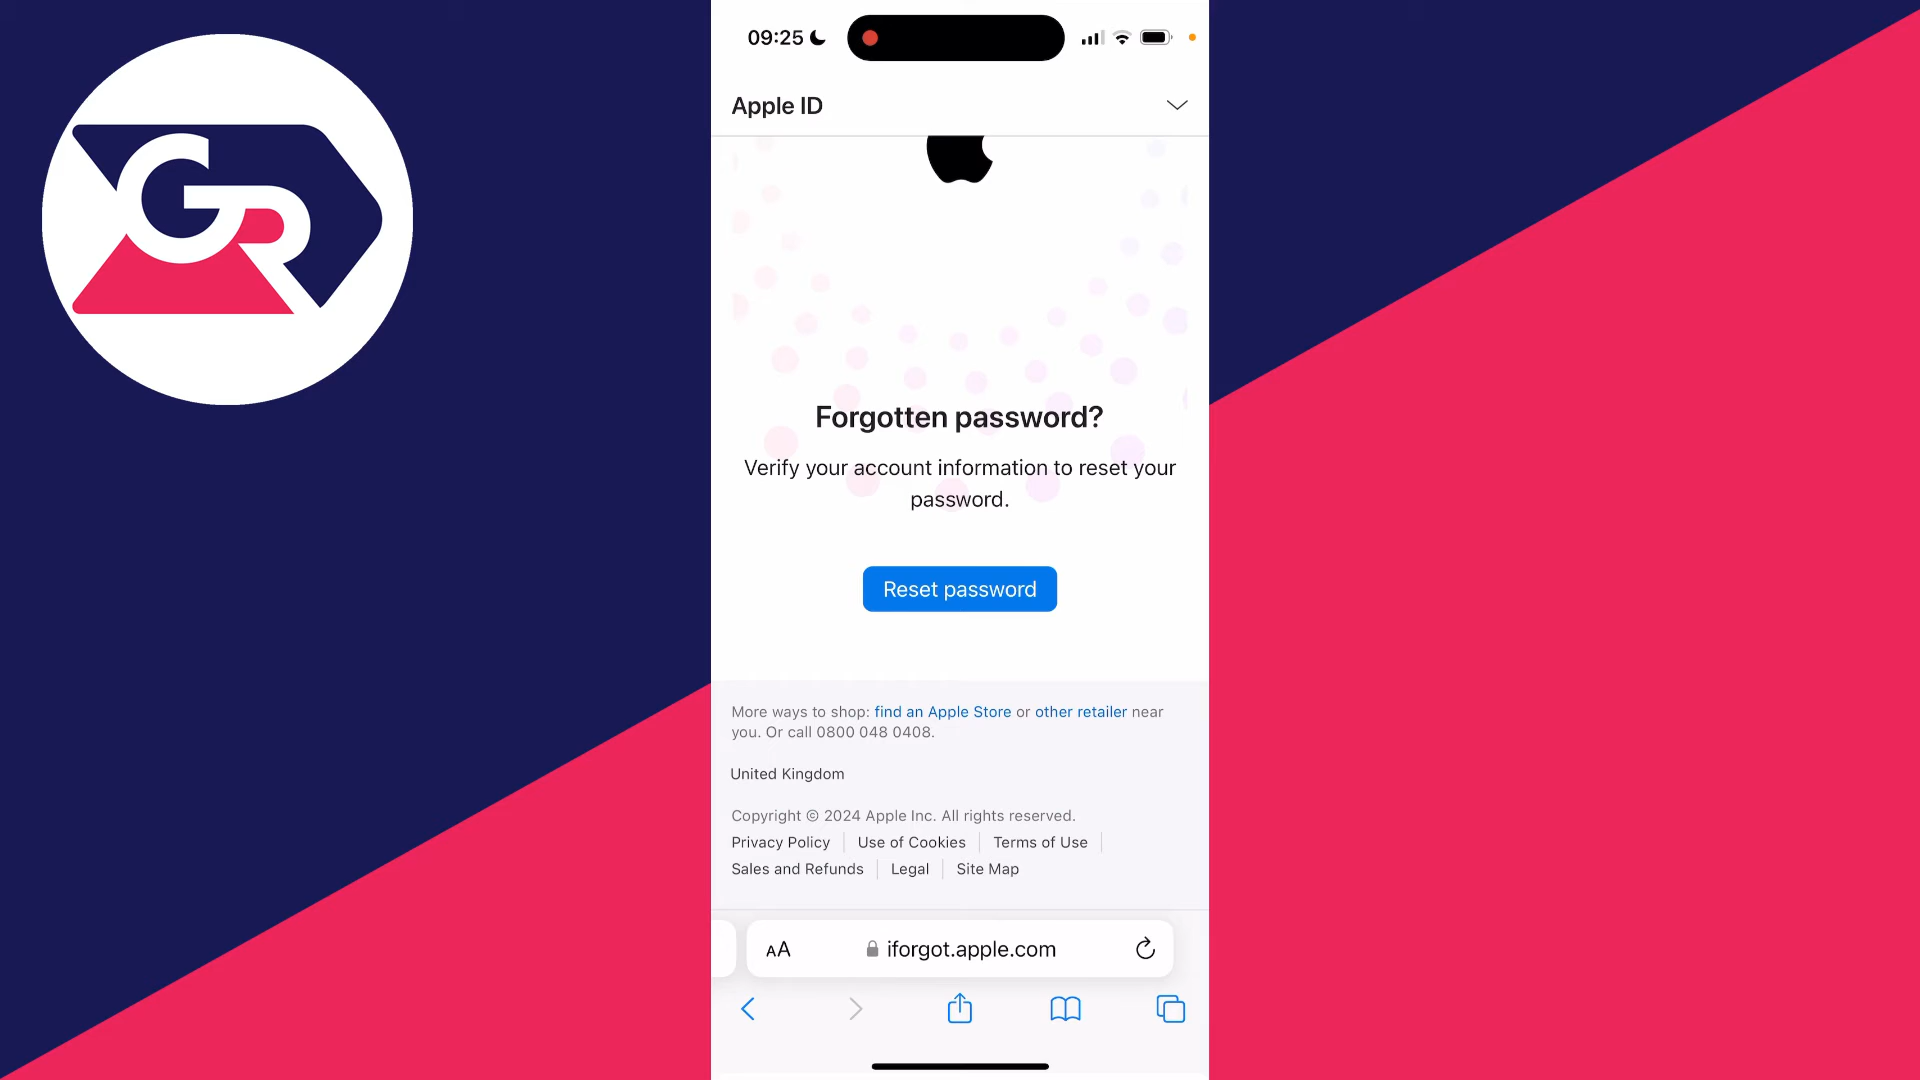 GR
09:25
Apple ID
Forgotten password?
Verify your account information to reset your
password.
Reset password
More ways to shop: find an Apple Store or other retailer near
you. Or call 0800 048 0408.
United Kingdom
Copyright © 2024 Apple Inc. All rights reserved.
Privacy Policy | Use of Cookies | Terms of Use |
Sales and Refunds | Legal | Site Map
AA iforgot.apple.com